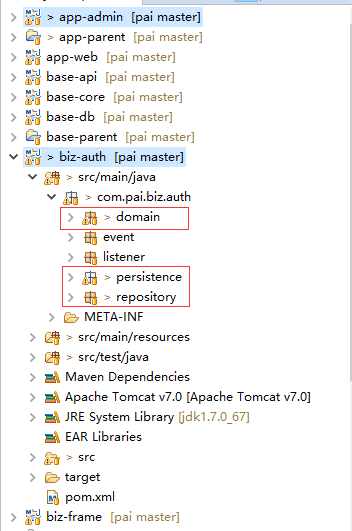 > app-admin [pai master]
> app-parent [pai master]
app-web [pai master]
base-api [pai master]
base-core [pai master]
base-db [pai master]
> base-parent [pai master]
> biz-auth [pai master]
> src/main/java
> com.pai.biz.auth
> domain
event
listener
> persistence
> repository
META-INF
> src/main/resources
> src/test/java
Maven Dependencies
Apache Tomcat v7.0 [Apache Tomcat v7.0]
JRE System Library [jdk1.7.0_67]
EAR Libraries
> src
target
pom.xml
biz-frame [pai master]